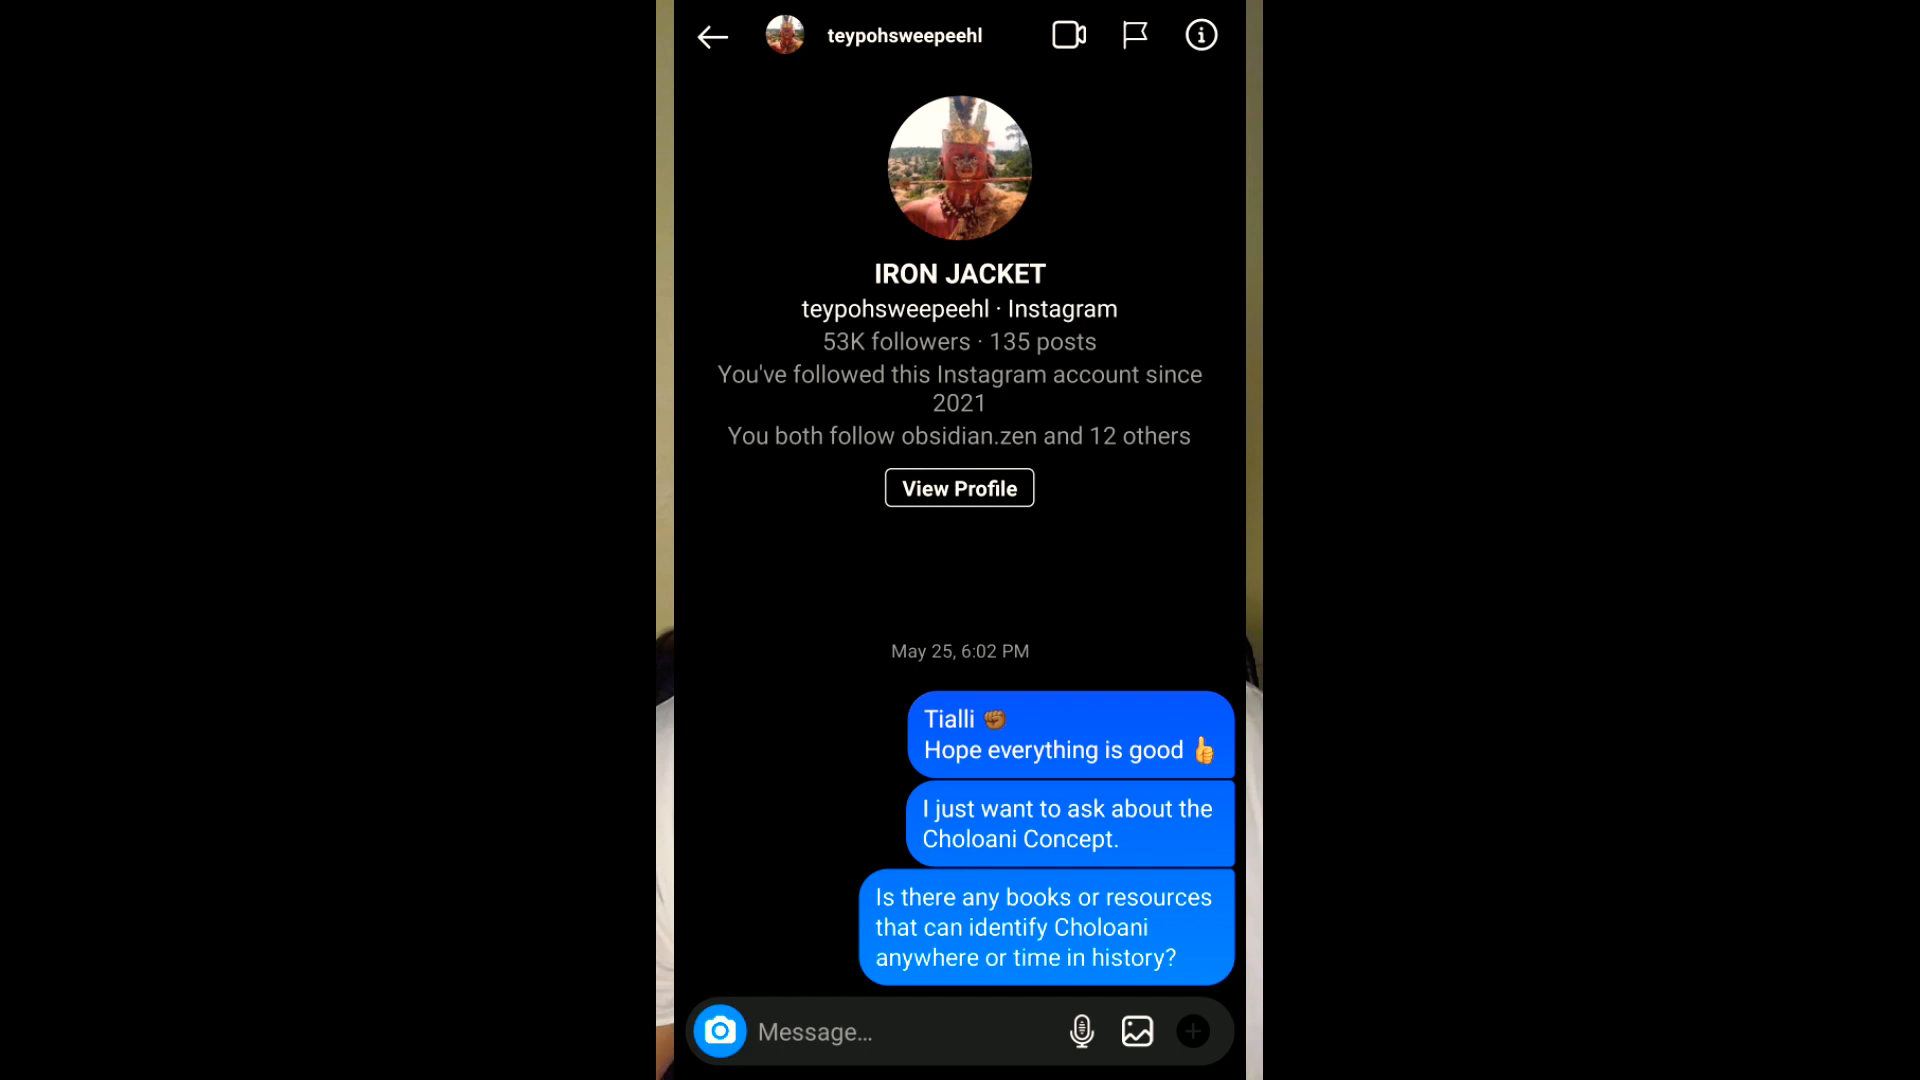 teypohsweepeehl
IRON JACKET
teypohsweepeehl · Instagram
53K followers · 135 posts
You've followed this Instagram account since
2021
You both follow obsidian.zen and 12 others
View Profile
May 25, 6:02 PM
Tialli ✊🏾
Hope everything is good 👍
I just want to ask about the
Choloani Concept.
Is there any books or resources
that can identify Choloani
anywhere or time in history?
Message...